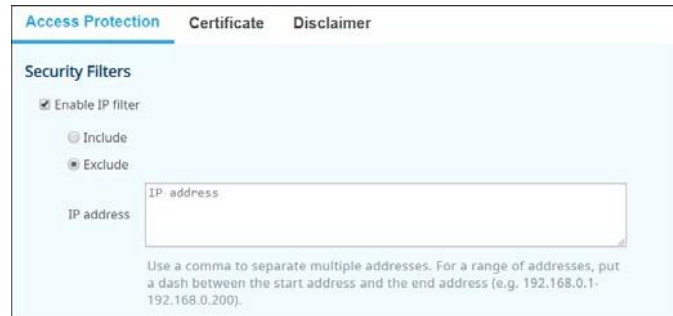 Access Protection Certificate Disclaimer
Security Filters
Enable IP filter
Include
Exclude
IP address
IP address
Use a comma to separate multiple addresses. For a range of addresses, put
a dash between the start address and the end address (e.g. 192.168.0.1-
192.168.0.200).